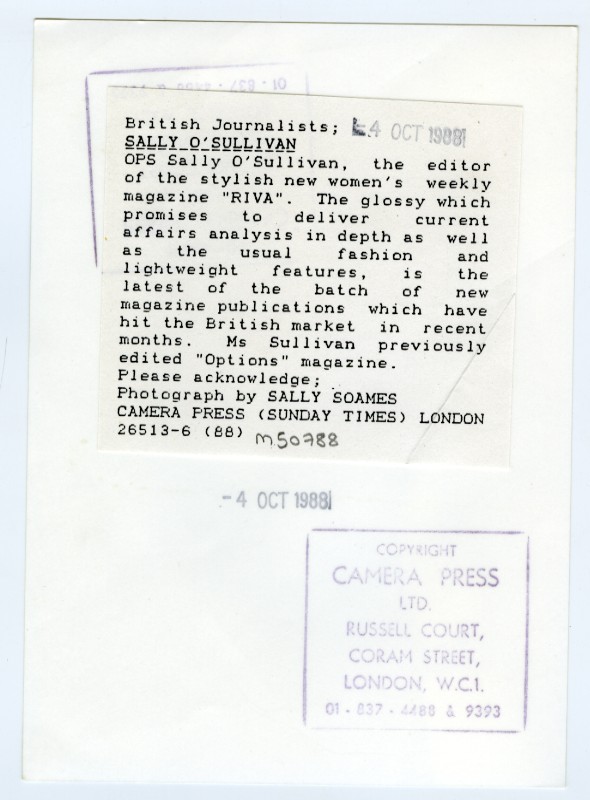 01 - 837 - 4488 &
British Journalists; -4 OCT 1988
SALLY O'SULLIVAN
OPS Sally O'Sullivan, the editor
of the stylish new women's weekly
magazine "RIVA". The glossy which
promises to deliver current
affairs analysis in depth as well
as the usual fashion and
lightweight features, is the
latest of the batch of new
magazine publications which have
hit the British market in recent
months. Ms Sullivan previously
edited "Options" magazine.
Please acknowledge;
Photograph by SALLY SOAMES
CAMERA PRESS (SUNDAY TIMES) LONDON
26513-6 (88) M50788
-4 OCT 1988
COPYRIGHT
CAMERA PRESS
LTD.
RUSSELL COURT,
CORAM STREET,
LONDON, W.C.1.
01 - 837 - 4488 & 9393